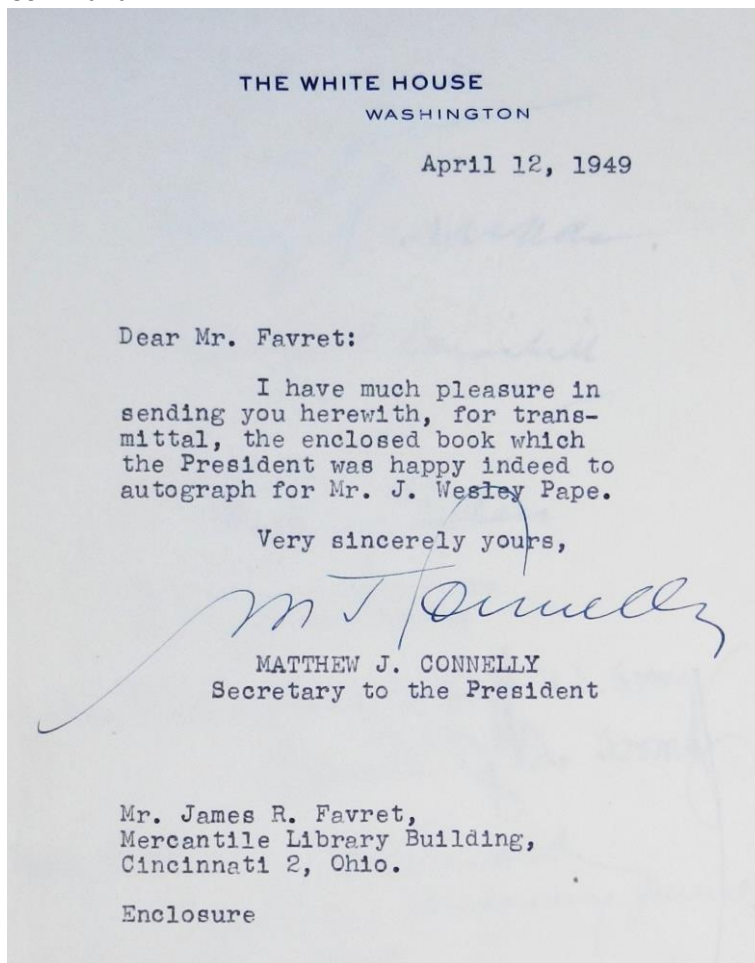 THE WHITE HOUSE
WASHINGTON
April 12, 1949
Dear Mr. Favret:
I have much pleasure in
sending you herewith, for trans-
mittal, the enclosed book which
the President was happy indeed to
autograph for Mr. J. Wesley Pape.
Very sincerely yours,
M J Connelly
MATTHEW J. CONNELLY
Secretary to the President
Mr. James R. Favret,
Mercantile Library Building,
Cincinnati 2, Ohio.
Enclosure